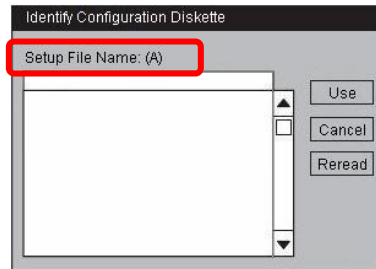 Identify Configuration Diskette
Setup File Name: (A)
Use
Cancel
Reread